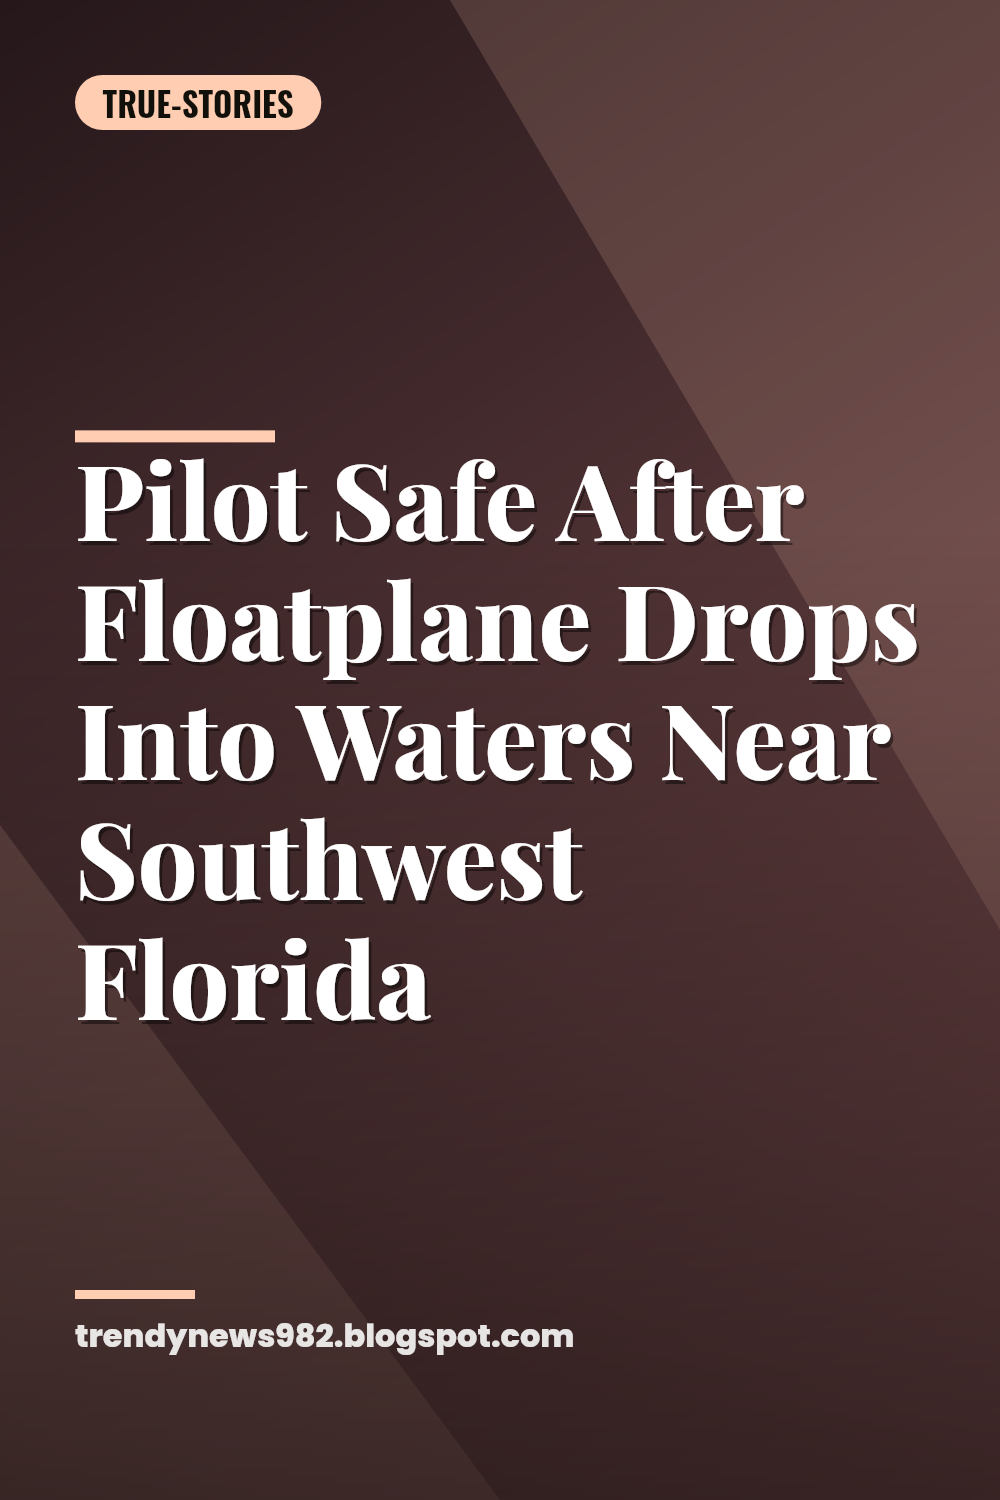 TRUE-STORIES
Pilot Safe After
Floatplane Drops
Into Waters Near
Southwest
Florida
trendynews982.blogspot.com